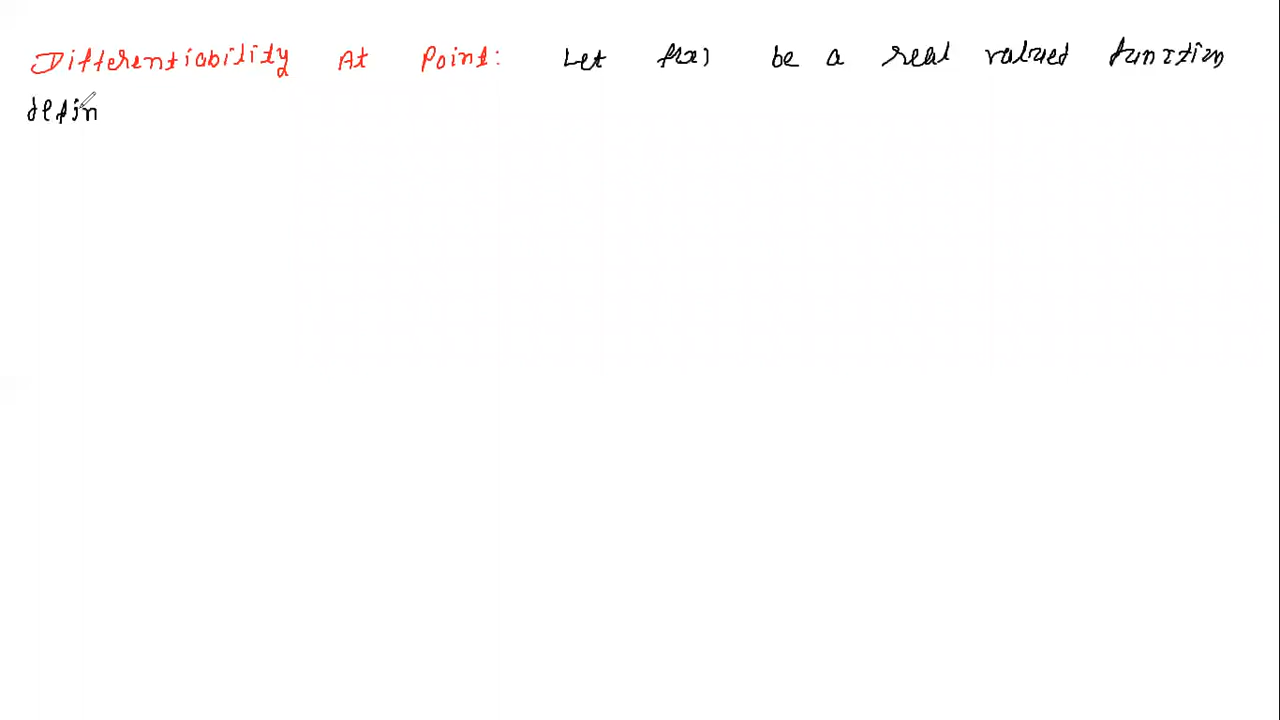 Differentiability At Point: Let f(x) be a real valued function
defin